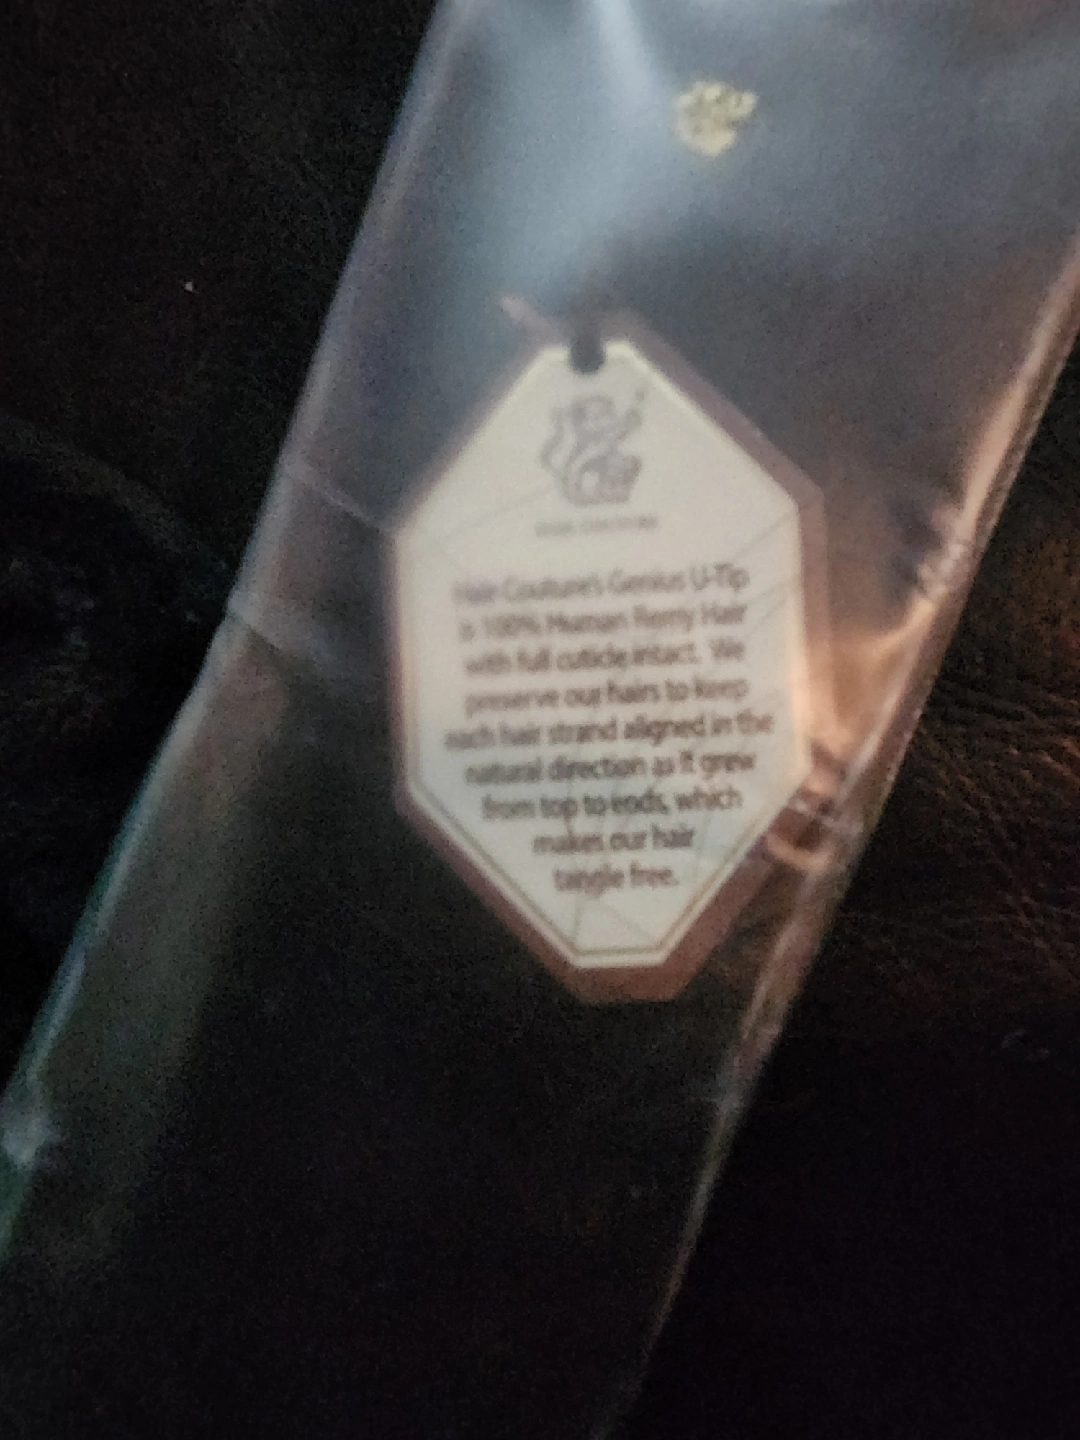 HAIR COUTURE
Hair Couture's Genius U-Tip
is 100% Human Remy Hair
with full cuticle intact. We
preserve our hairs to keep
each hair strand aligned in the
natural direction as it grew
from top to ends, which
makes our hair
tangle free.